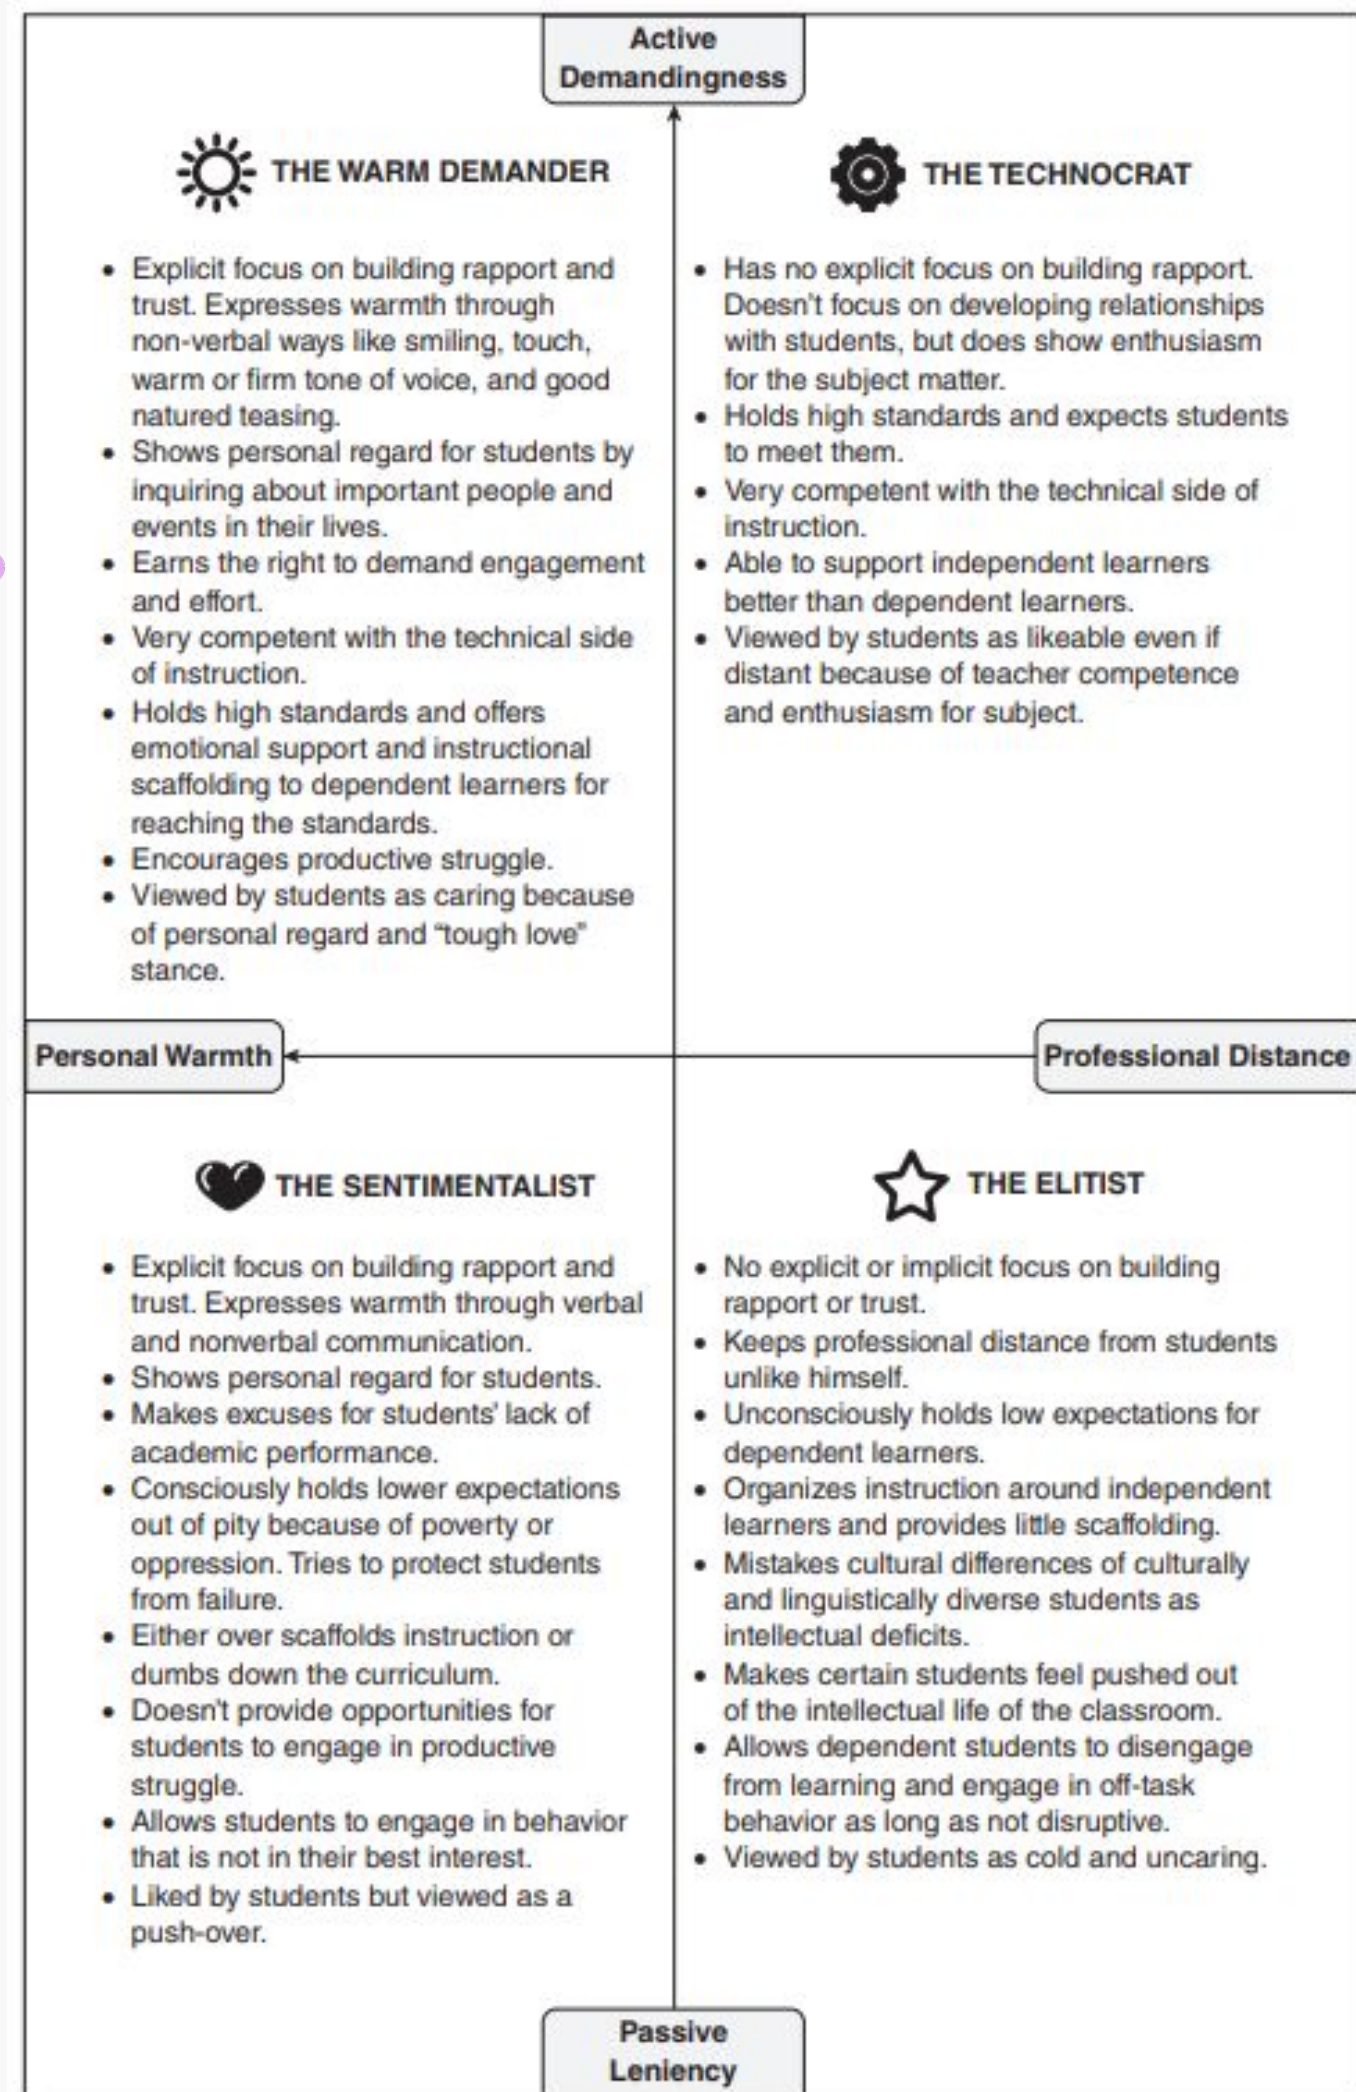 Active
Demandingness
THE WARM DEMANDER
• Explicit focus on building rapport and
trust. Expresses warmth through
non-verbal ways like smiling, touch,
warm or firm tone of voice, and good
natured teasing.
• Shows personal regard for students by
inquiring about important people and
events in their lives.
• Earns the right to demand engagement
and effort.
• Very competent with the technical side
of instruction.
• Holds high standards and offers
emotional support and instructional
scaffolding to dependent learners for
reaching the standards.
• Encourages productive struggle.
• Viewed by students as caring because
of personal regard and “tough love”
stance.
THE TECHNOCRAT
• Has no explicit focus on building rapport.
Doesn't focus on developing relationships
with students, but does show enthusiasm
for the subject matter.
• Holds high standards and expects students
to meet them.
• Very competent with the technical side of
instruction.
• Able to support independent learners
better than dependent learners.
• Viewed by students as likeable even if
distant because of teacher competence
and enthusiasm for subject.
Personal Warmth
Professional Distance
THE SENTIMENTALIST
• Explicit focus on building rapport and
trust. Expresses warmth through verbal
and nonverbal communication.
• Shows personal regard for students.
• Makes excuses for students' lack of
academic performance.
• Consciously holds lower expectations
out of pity because of poverty or
oppression. Tries to protect students
from failure.
• Either over scaffolds instruction or
dumbs down the curriculum.
• Doesn't provide opportunities for
students to engage in productive
struggle.
• Allows students to engage in behavior
that is not in their best interest.
• Liked by students but viewed as a
push-over.
THE ELITIST
• No explicit or implicit focus on building
rapport or trust.
• Keeps professional distance from students
unlike himself.
• Unconsciously holds low expectations for
dependent learners.
• Organizes instruction around independent
learners and provides little scaffolding.
• Mistakes cultural differences of culturally
and linguistically diverse students as
intellectual deficits.
• Makes certain students feel pushed out
of the intellectual life of the classroom.
• Allows dependent students to disengage
from learning and engage in off-task
behavior as long as not disruptive.
• Viewed by students as cold and uncaring.
Passive
Leniency